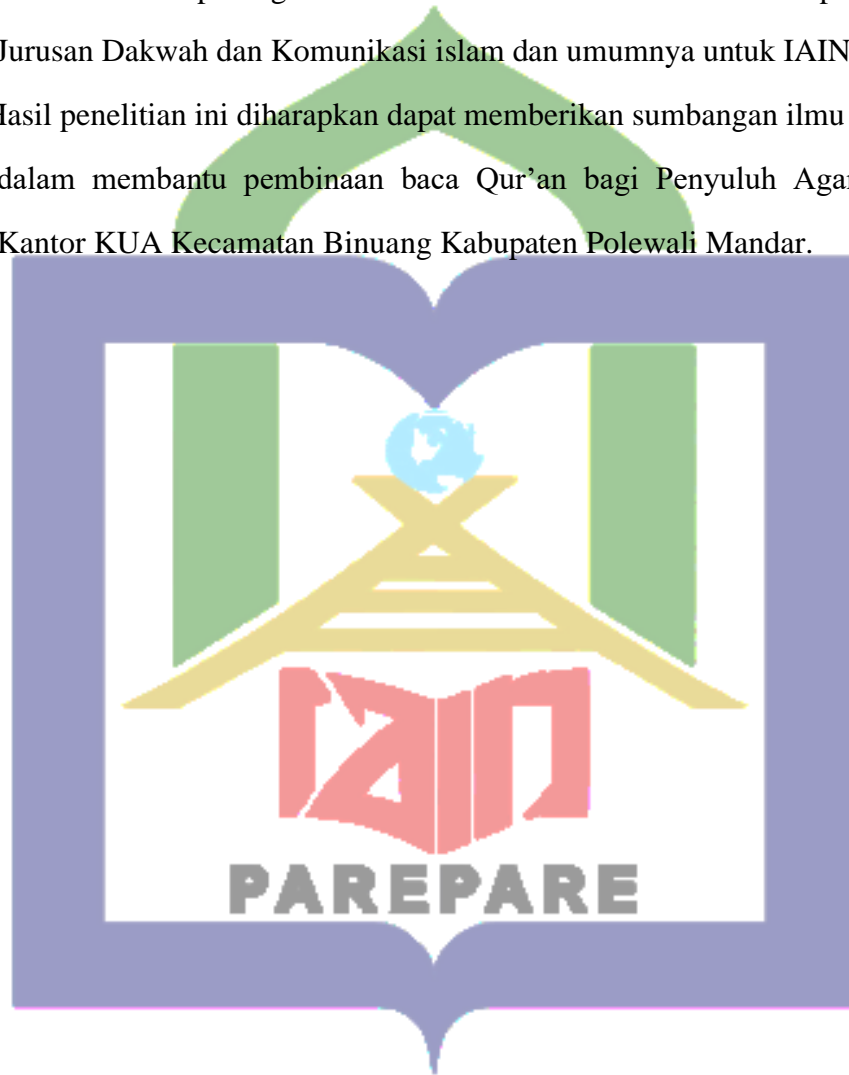 Jurusan Dakwah dan Komunikasi islam dan umumnya untuk IAIN
Hasil penelitian ini diharapkan dapat memberikan sumbangan ilmu
dalam membantu pembinaan baca Qur’an bagi Penyuluh
Kantor KUA Kecamatan Binuang Kabupaten Polewali Mandar.
IAIN
PAREPARE